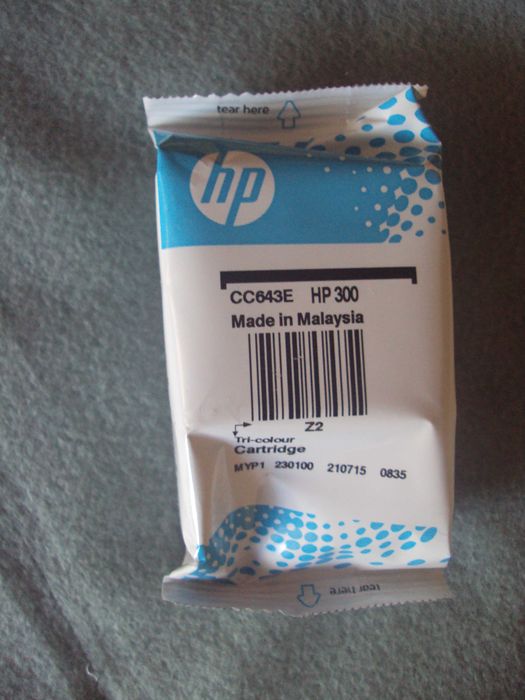 tear here
hp
CC643E HP 300
Made in Malaysia
Z2
Tri-colour
Cartridge
MYP1 230100 210715 0835
tear here